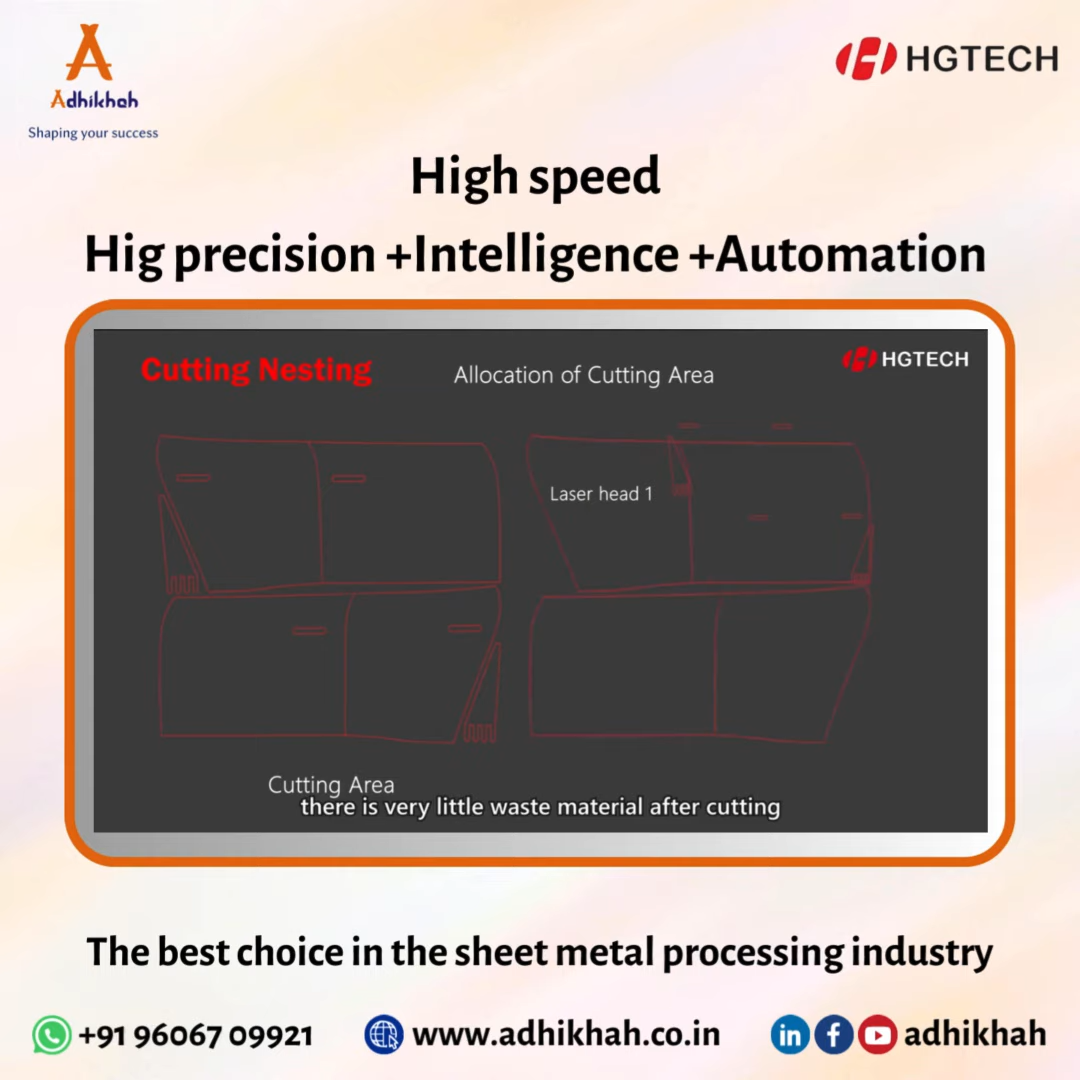 Adhikhah
Shaping your success
HGTECH
High speed
Hig precision +Intelligence +Automation
Cutting Nesting
Allocation of Cutting Area
HGTECH
Laser head 1
Cutting Area
there is very little waste material after cutting
The best choice in the sheet metal processing industry
+91 96067 09921
www.adhikhah.co.in
adhikhah